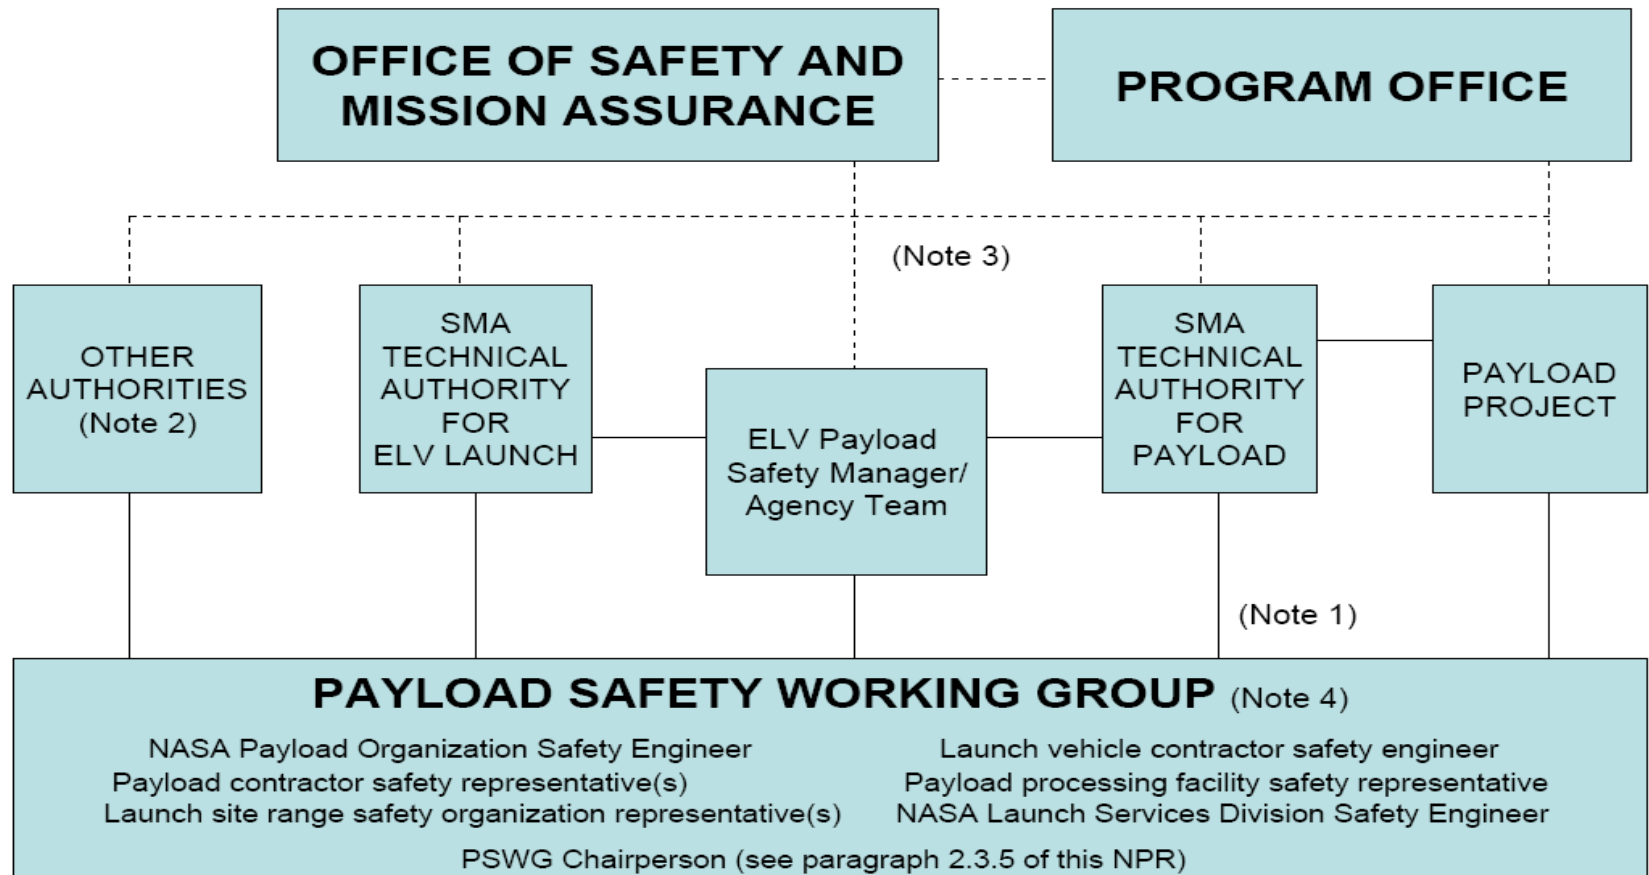 OFFICE OF SAFETY AND
MISSION ASSURANCE
PROGRAM OFFICE
(Note 3)
OTHER
AUTHORITIES
(Note 2)
SMA
TECHNICAL
AUTHORITY
FOR
ELV LAUNCH
ELV Payload
Safety Manager/
Agency Team
SMA
TECHNICAL
AUTHORITY
FOR
PAYLOAD
PAYLOAD
PROJECT
(Note 1)
PAYLOAD SAFETY WORKING GROUP (Note 4)
NASA Payload Organization Safety Engineer
Payload contractor safety representative(s)
Launch site range safety organization representative(s)
Launch vehicle contractor safety engineer
Payload processing facility safety representative
NASA Launch Services Division Safety Engineer
PSWG Chairperson (see paragraph 2.3.5 of this NPR)